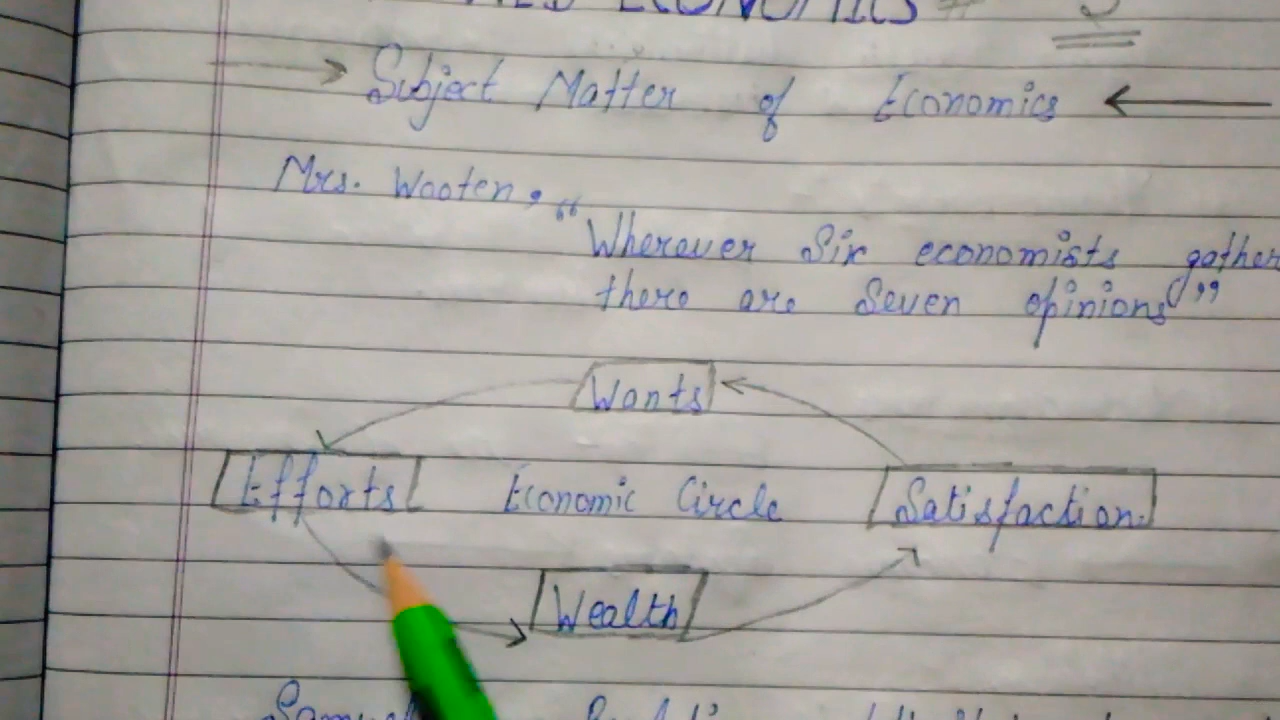 ECONOMICS
Subject Matter of Economics
Mrs. Wooten, "Wherever Six economists gather
there are Seven opinions"
Wants
Efforts Economic Circle Satisfaction.
Wealth